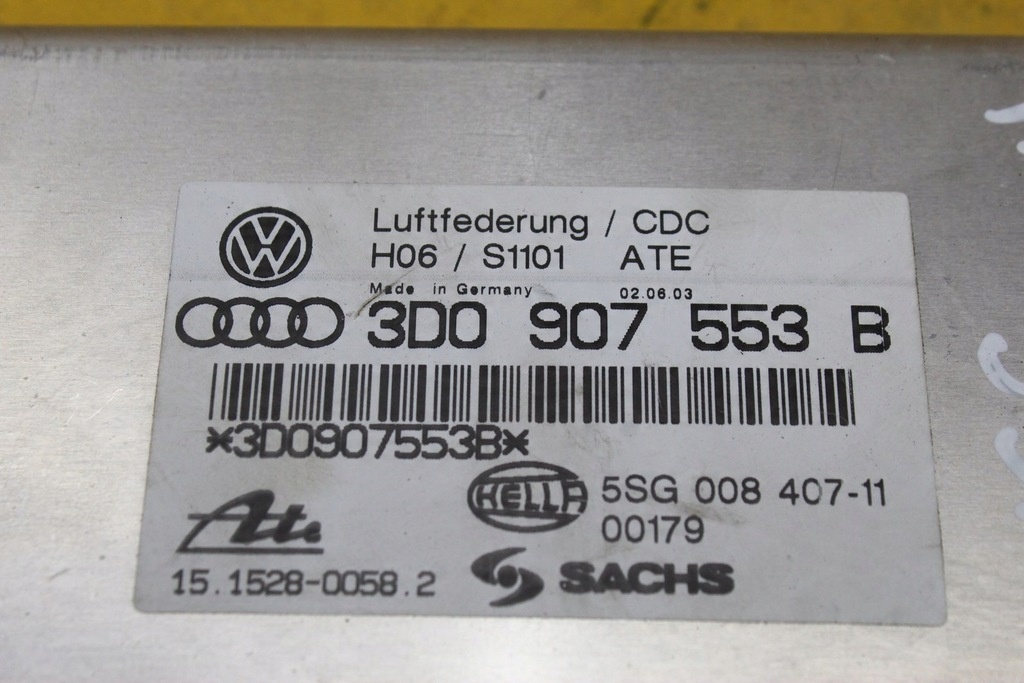 Luftfederung / CDC
H06 / S1101 ATE
Made in Germany 02.06.03
3D0 907 553 B
*3D0907553B*
HELLA 5SG 008 407-11
00179
Ate
15.1528-0058.2
SACHS